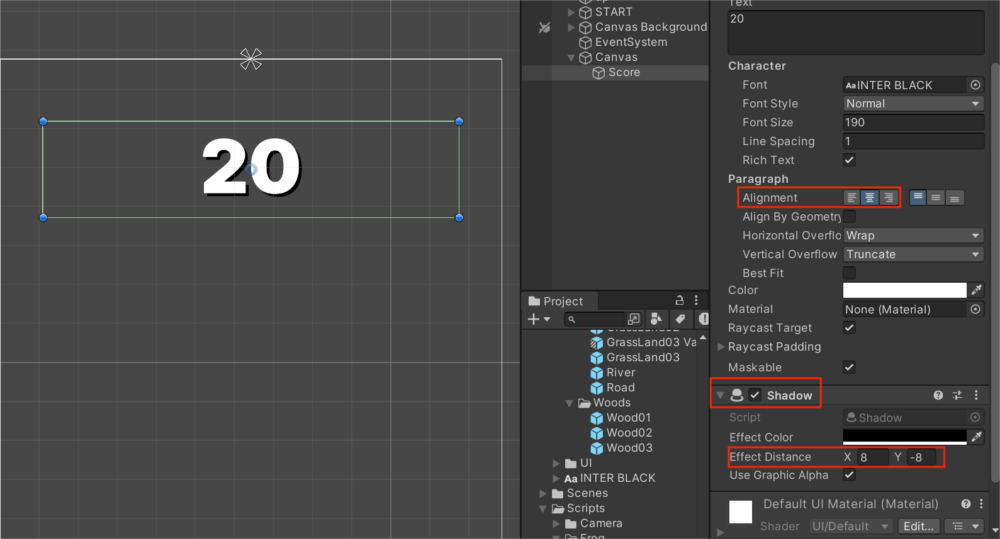 20
START
Canvas Background
EventSystem
Canvas
Score
Project
GrassLand02
GrassLand03 Va
GrassLand03
River
Road
Woods
Wood01
Wood02
Wood03
UI
Aa INTER BLACK
Scenes
Scripts
Camera
Frog
Text
20
Character
Font Aa INTER BLACK
Font Style Normal
Font Size 190
Line Spacing 1
Rich Text
Paragraph
Alignment
Align By Geometry
Horizontal Overflo Wrap
Vertical Overflow Truncate
Best Fit
Color
Material None (Material)
Raycast Target
Raycast Padding
Maskable
Shadow
Script Shadow
Effect Color
Effect Distance X 8 Y -8
Use Graphic Alpha
Default UI Material (Material)
Shader UI/Default Edit...